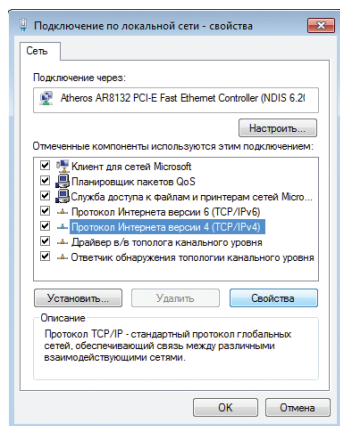 Подключение по локальной сети - свойства
Сеть
Подключение через:
Atheros AR8132 PCI-E Fast Ethernet Controller (NDIS 6.2(
Настроить...
Отмеченные компоненты используются этим подключением:
Клиент для сетей Microsoft
Планировщик пакетов QoS
Служба доступа к файлам и принтерам сетей Micro...
Протокол Интернета версии 6 (TCP/IPv6)
Протокол Интернета версии 4 (TCP/IPv4)
Драйвер в/в тополога канального уровня
Ответчик обнаружения топологии канального уровня
Установить...
Удалить
Свойства
Описание
Протокол TCP/IP - стандартный протокол глобальных
сетей, обеспечивающий связь между различными
взаимодействующими сетями.
OK
Отмена